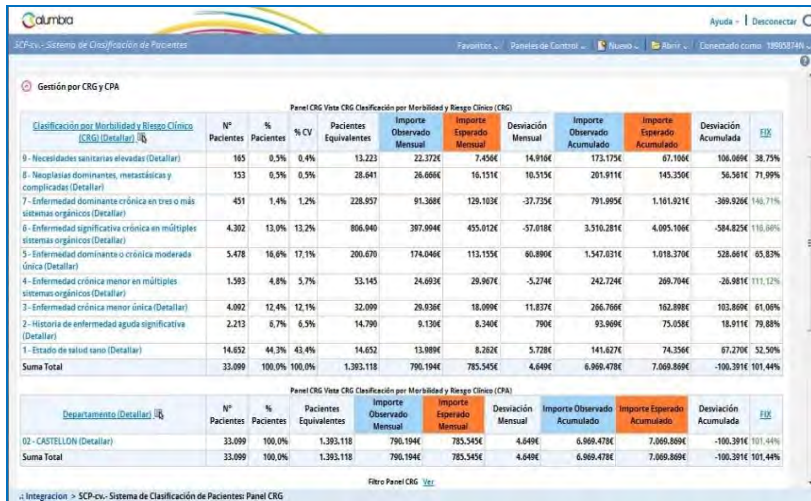 alumbra
Ayuda - Desconectar
SCP-cv.- Sistema de Clasificación de Pacientes Favoritos Paneles de Control Nuevo Abrir Conectado como
Gestión por CRG y CPA
Panel CRG Vista CRG Clasificación por Morbilidad y Riesgo Clínico (CRG)
Clasificación por Morbilidad y Riesgo Clínico (CRG) (Detallar) Nº Pacientes % Pacientes % CV Pacientes Equivalentes Importe Observado Mensual Importe Esperado Mensual Desviación Mensual Importe Observado Acumulado Importe Esperado Acumulado Desviación Acumulada FIX
9 - Necesidades sanitarias elevadas (Detallar) 165 0,5% 0,4% 13.223 22.372€ 7.456€ 14.916€ 173.175€ 67.106€ 106.069€ 38,75%
8 - Neoplasias dominantes, metastásicas y complicadas (Detallar) 153 0,5% 0,5% 28.641 26.666€ 16.151€ 10.515€ 201.911€ 145.350€ 56.561€ 71,99%
7 - Enfermedad dominante crónica en tres o más sistemas orgánicos (Detallar) 451 1,4% 1,2% 228.957 91.368€ 129.103€ -37.735€ 791.995€ 1.161.921€ -369.926€ 146,71%
6 - Enfermedad significativa crónica en múltiples sistemas orgánicos (Detallar) 4.302 13,0% 13,2% 806.940 397.994€ 455.012€ -57.018€ 3.510.281€ 4.095.106€ -584.825€ 116,66%
5 - Enfermedad dominante o crónica moderada única (Detallar) 5.478 16,6% 17,1% 200.670 174.046€ 113.155€ 60.890€ 1.547.031€ 1.018.370€ 528.661€ 65,83%
4 - Enfermedad crónica menor en múltiples sistemas orgánicos (Detallar) 1.593 4,8% 5,7% 53.145 24.693€ 29.967€ -5.274€ 242.724€ 269.704€ -26.981€ 111,12%
3 - Enfermedad crónica menor única (Detallar) 4.092 12,4% 12,1% 32.099 29.936€ 18.099€ 11.837€ 266.766€ 162.898€ 103.869€ 61,06%
2 - Historia de enfermedad aguda significativa (Detallar) 2.213 6,7% 6,5% 14.790 9.130€ 8.340€ 790€ 93.969€ 75.058€ 18.911€ 79,88%
1 - Estado de salud sano (Detallar) 14.652 44,3% 43,4% 14.652 13.989€ 8.262€ 5.728€ 141.627€ 74.356€ 67.270€ 52,50%
Suma Total 33.099 100,0% 100,0% 1.393.118 790.194€ 785.545€ 4.649€ 6.969.478€ 7.069.869€ -100.391€ 101,44%
Panel CRG Vista CRG Clasificación por Morbilidad y Riesgo Clínico (CPA)
Departamento (Detallar) Nº Pacientes % Pacientes Pacientes Equivalentes Importe Observado Mensual Importe Esperado Mensual Desviación Mensual Importe Observado Acumulado Importe Esperado Acumulado Desviación Acumulada FIX
02 - CASTELLON (Detallar) 33.099 100,0% 1.393.118 790.194€ 785.545€ 4.649€ 6.969.478€ 7.069.869€ -100.391€ 101,44%
Suma Total 33.099 100,0% 1.393.118 790.194€ 785.545€ 4.649€ 6.969.478€ 7.069.869€ -100.391€ 101,44%
Filtro Panel CRG Ver
.: Integracion > SCP-cv.- Sistema de Clasificación de Pacientes: Panel CRG